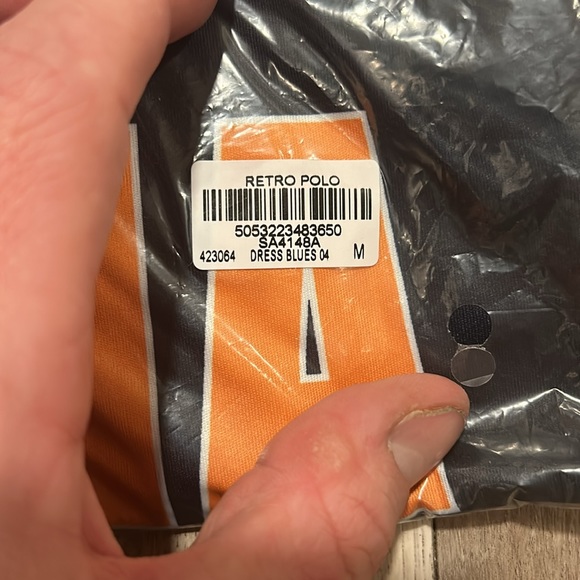 RETRO POLO
5053223483650
SA4148A
423064 DRESS BLUES 04 M